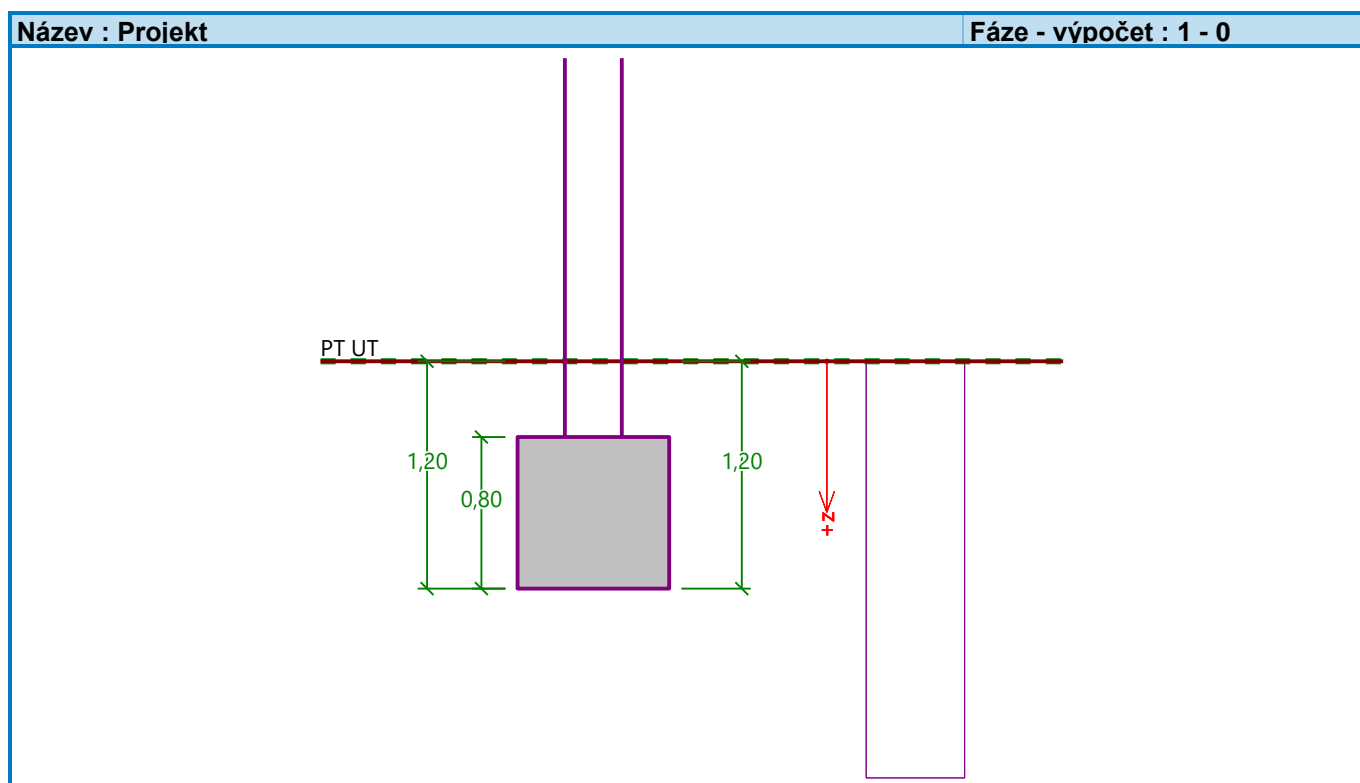 Název : Projekt
Fáze - výpočet : 1 - 0
PT UT
1,20
1,20
0,80
+z